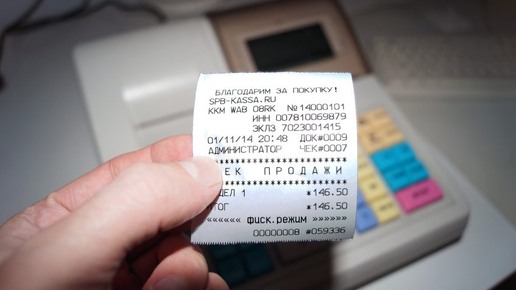 БЛАГОДАРИМ ЗА ПОКУПКУ!
SPB-KASSA.RU
ККМ WAB 08RK №14000101
ИНН 007810069879
ЭКЛЗ 7023001415
01/11/14 20:48 ДОК#0009
АДМИНИСТРАТОР ЧЕК#0007
*************************
ЕК ПРОДАЖИ
*************************
ДЕЛ 1 *146.50
ОГ *146.50
«««««« фиск.режим »»»»»»
00000008 #059336